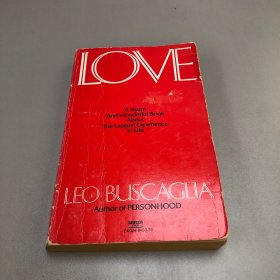 LOVE
A Warm
And Wonderful Book
About
The Largest Experience
In Life
LEO BUSCAGLIA
Author of PERSONHOOD